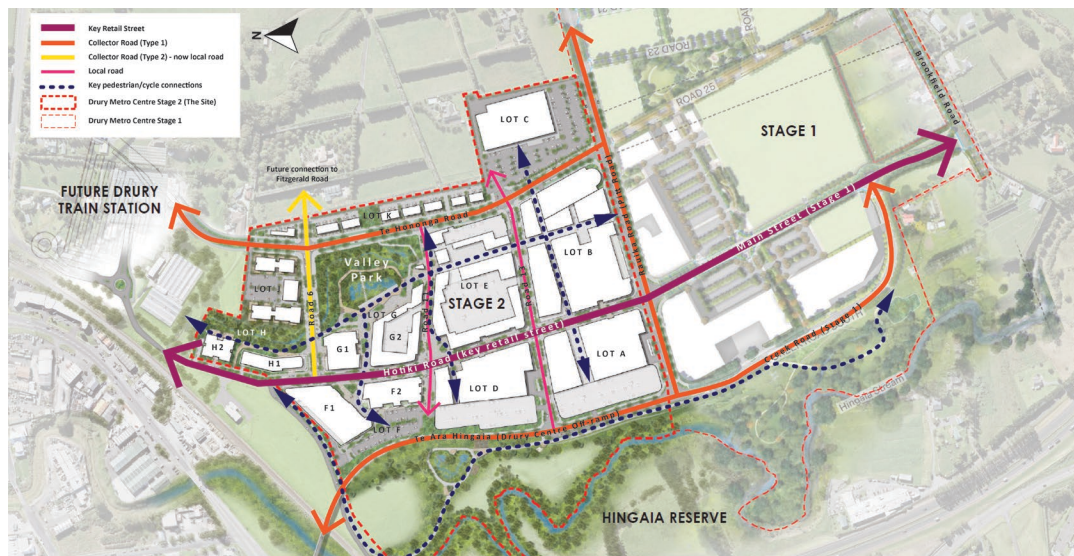 Key Retail Street
Collector Road (Type 1)
Collector Road (Type 2) - now local road
Local road
Key pedestrian/cycle connections
Drury Metro Centre Stage 2 (The Site)
Drury Metro Centre Stage 1
N
ROAD 23
ROAD 25
Brookfield Road
LOT C
STAGE 1
Future connection to
Fitzgerald Road
FUTURE DRURY
TRAIN STATION
LOT K
Te Hononga Road
Valley
Park
LOT B
Main Street (Stage 1)
LOT
Road 6
LOT E
STAGE 2
LOT G
G2
LOT H
H2
H1
G1
Hōtiki Road (key retail street)
LOT A
Creek Road (Stage 1)
F1
F2
LOT D
LOT F
Te Ara Hingaia (Drury Centre Off-ramp)
Hingaia Stream
HINGAIA RESERVE